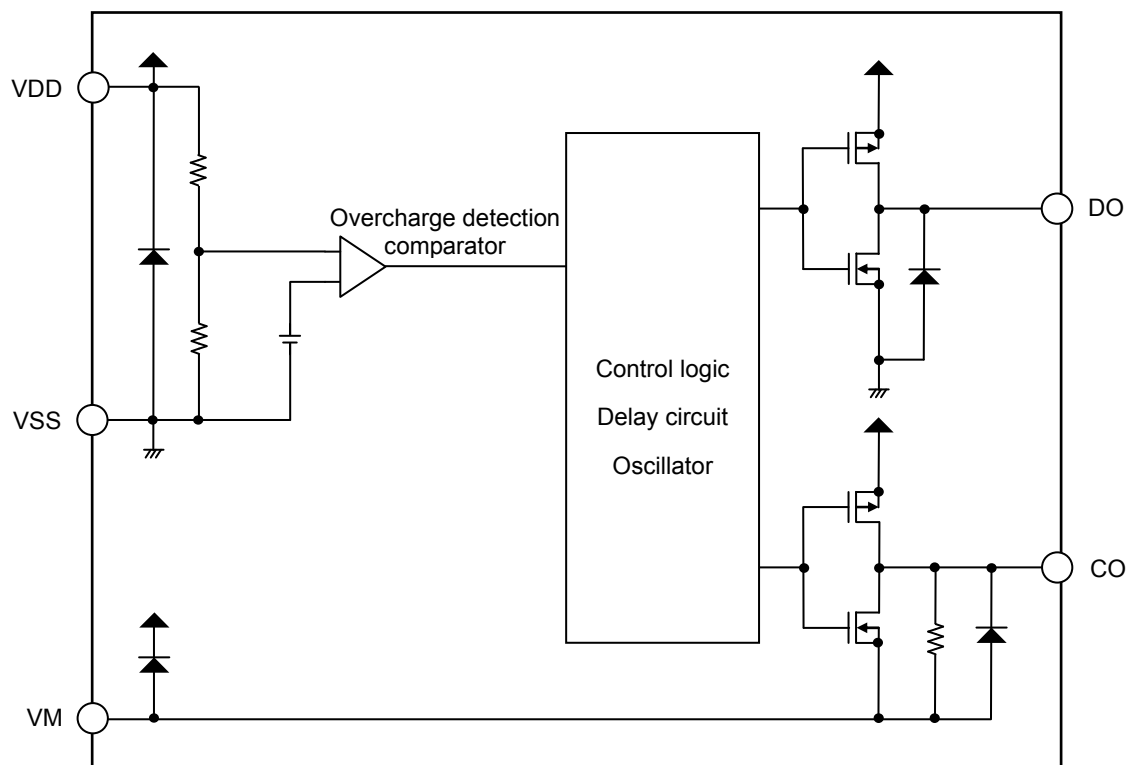 VDD
Overcharge detection
comparator
DO
Control logic
VSS
Delay circuit
Oscillator
CO
VM